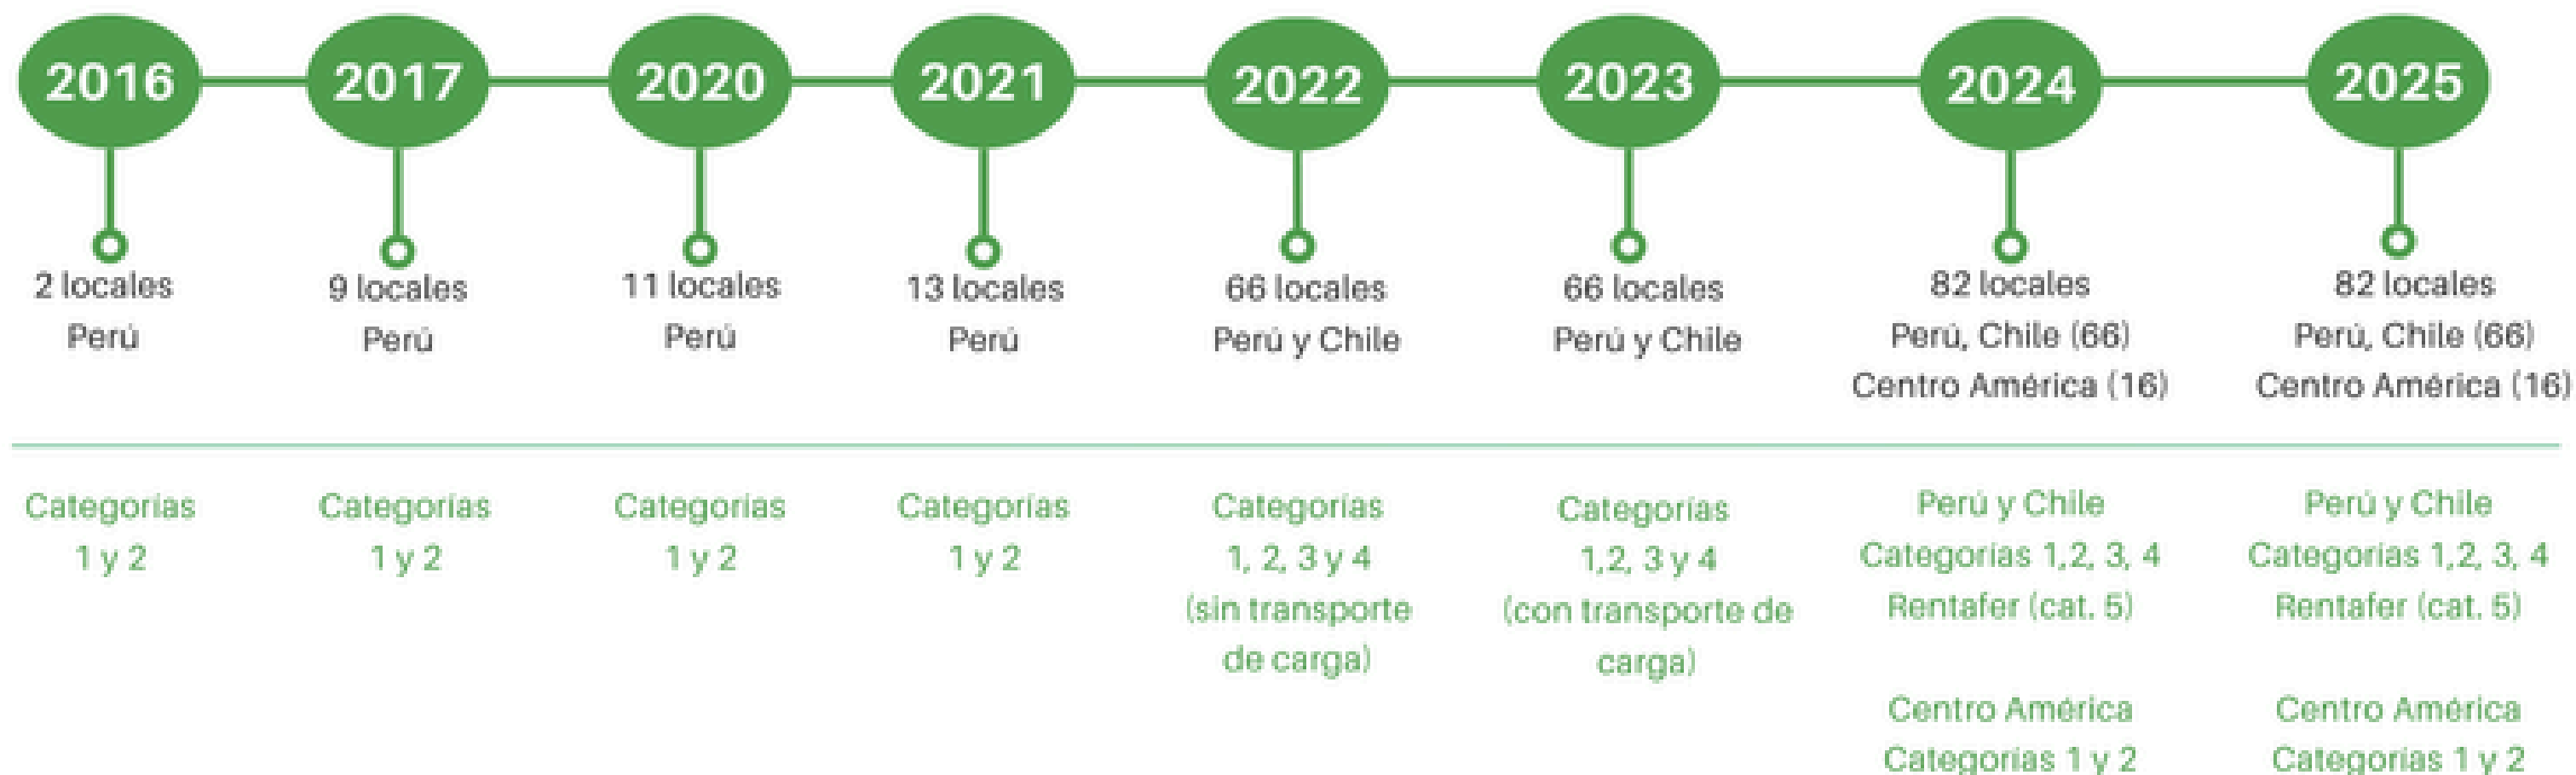 2016
2017
2020
2021
2022
2023
2024
2025
2 locales
Perú
9 locales
Perú
11 locales
Perú
13 locales
Perú
66 locales
Perú y Chile
66 locales
Perú y Chile
82 locales
Perú, Chile (66)
Centro América (16)
82 locales
Perú, Chile (66)
Centro América (16)
Categorías
1 y 2
Categorías
1 y 2
Categorías
1 y 2
Categorías
1 y 2
Categorías
1, 2, 3 y 4
(sin transporte
de carga)
Categorías
1,2, 3 y 4
(con transporte de
carga)
Perú y Chile
Categorías 1,2, 3, 4
Rentafer (cat. 5)
Centro América
Categorías 1 y 2
Perú y Chile
Categorías 1,2, 3, 4
Rentafer (cat. 5)
Centro América
Categorías 1 y 2